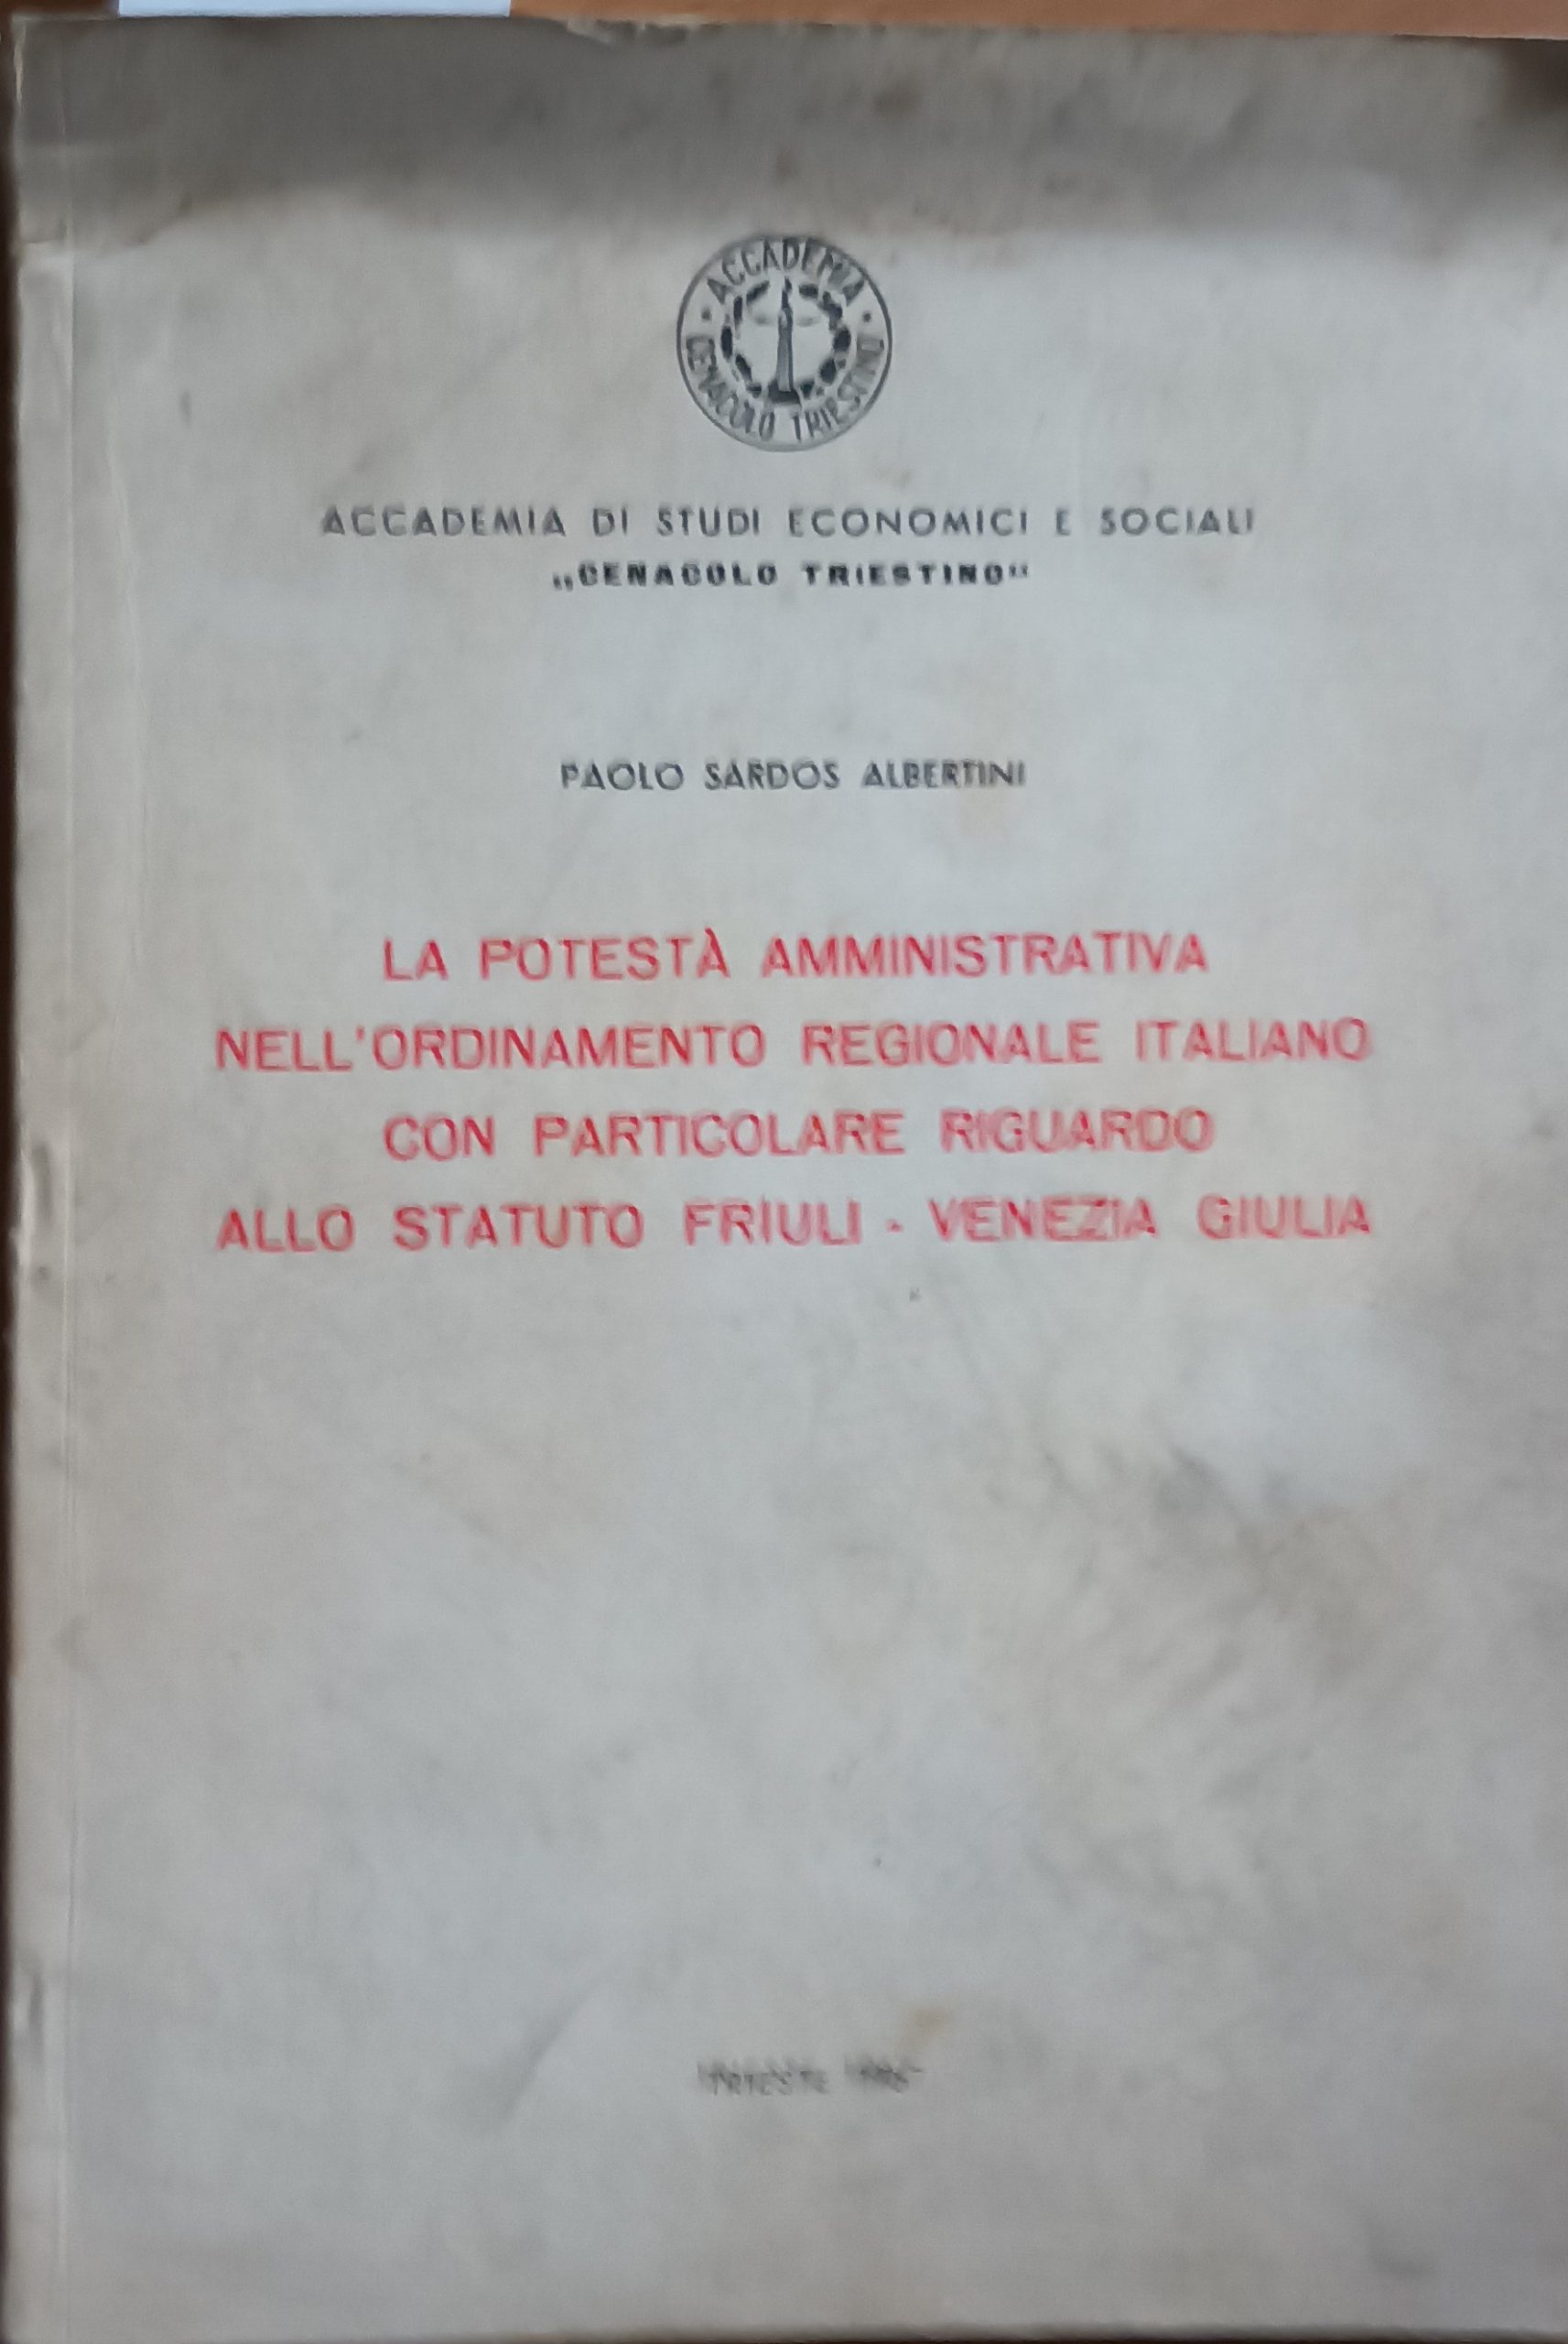 ACCADEMIA
CENACOLO TRIESTINO
ACCADEMIA DI STUDI ECONOMICI E SOCIALI
„CENACOLO TRIESTINO“
PAOLO SARDOS ALBERTINI
LA POTESTÀ AMMINISTRATIVA
NELL'ORDINAMENTO REGIONALE ITALIANO
CON PARTICOLARE RIGUARDO
ALLO STATUTO FRIULI - VENEZIA GIULIA
TRIESTE